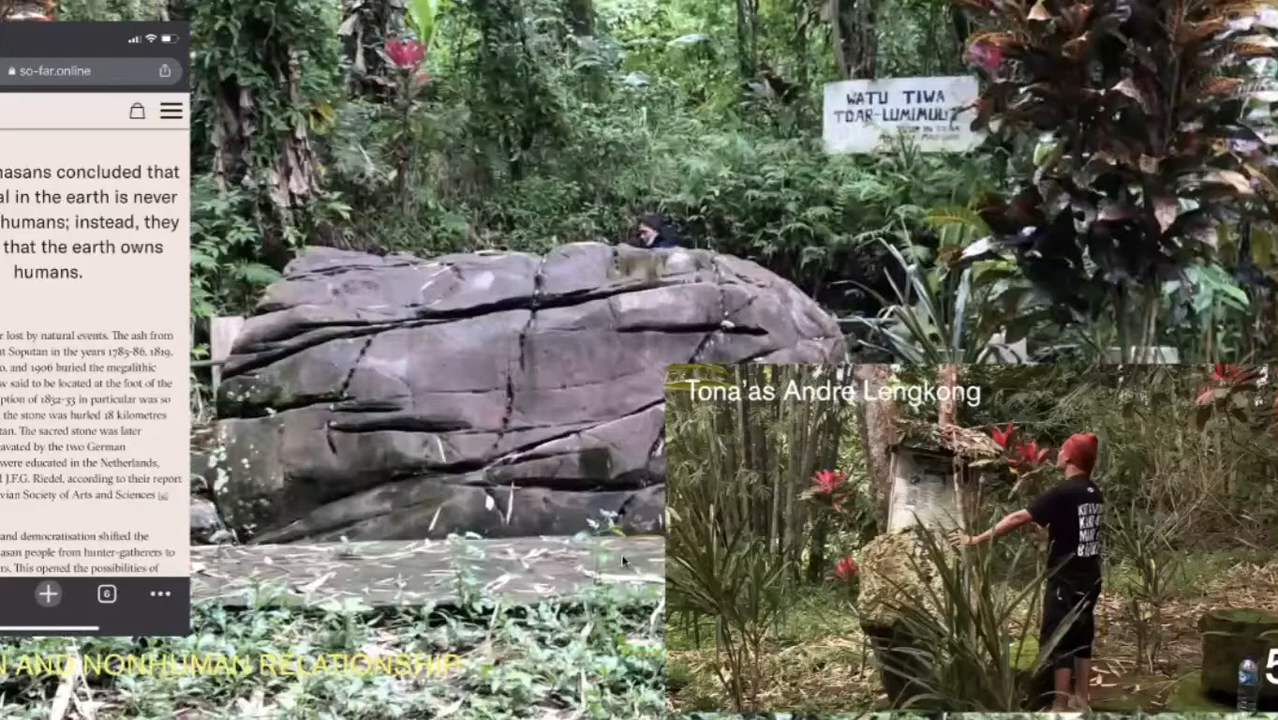 so-far.online
asans concluded that
al in the earth is never
humans; instead, they
that the earth owns
humans.
r lost by natural events. The ash from
t Soputan in the years 1785-86, 1819,
o, and 1906 buried the megalithic
w said to be located at the foot of the
ption of 1832-33 in particular was so
the stone was hurled 18 kilometres
tan. The sacred stone was later
cavated by the two German
were educated in the Netherlands,
d J.F.G. Riedel, according to their report
vian Society of Arts and Sciences
and democratisation shifted the
asan people from hunter-gatherers to
rs. This opened the possibilities of
6
WATU TIWA
TOAR-LUMIMUUT
Tona'as Andre Lengkong
N AND NONHUMAN RELATIONSHIP
5